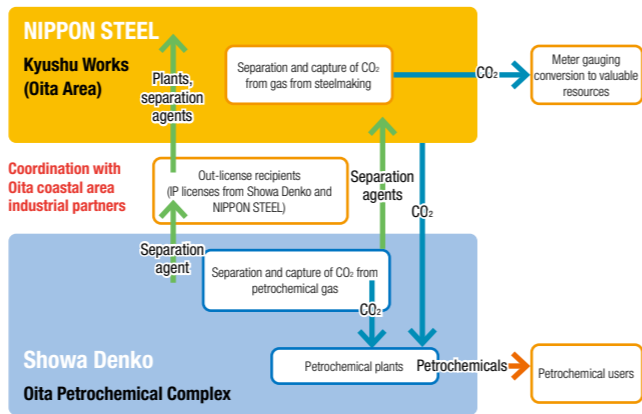 NIPPON STEEL
Kyushu Works
(Oita Area)
Plants,
separation
agents
Separation and capture of CO₂
from gas from steelmaking
CO₂
Meter gauging
conversion to valuable
resources
Coordination with
Oita coastal area
industrial partners
Out-license recipients
(IP licenses from Showa Denko and
NIPPON STEEL)
Separation
agents
CO₂
Separation
agent
Separation and capture of CO₂ from
petrochemical gas
CO₂
Showa Denko
Oita Petrochemical Complex
Petrochemical plants
Petrochemicals
Petrochemical users